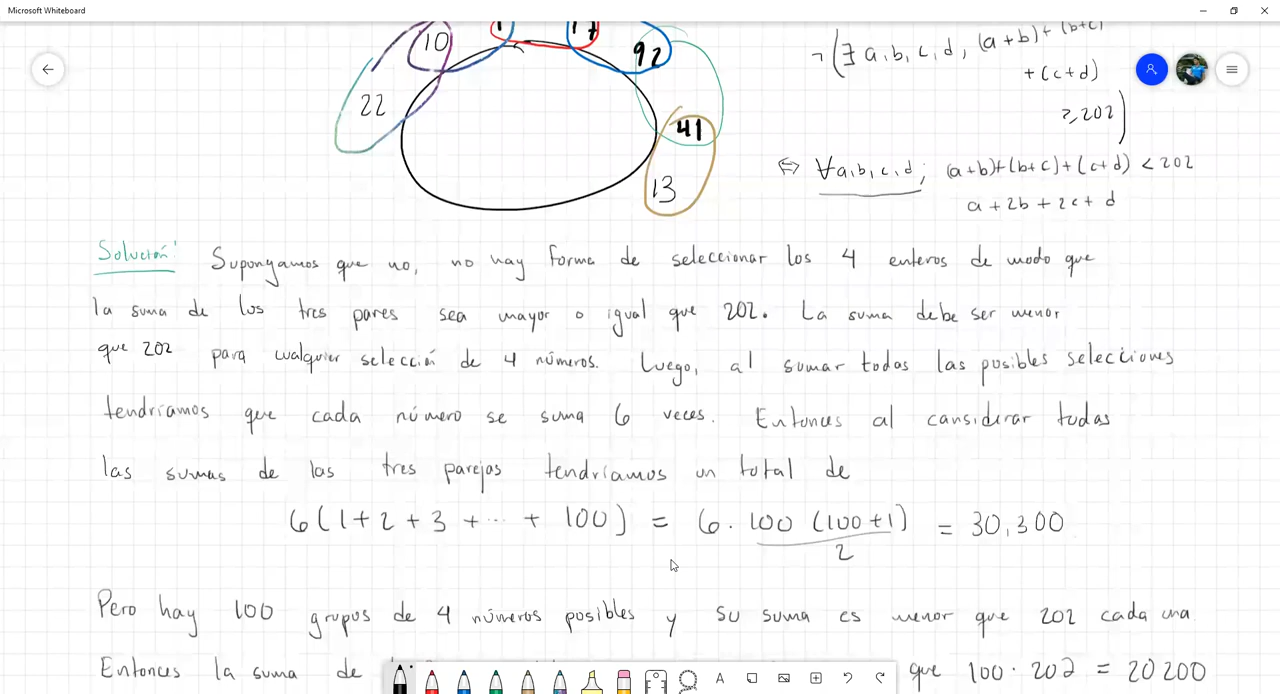 Microsoft Whiteboard
10
17
92
22
41
13
¬(∃ a,b,c,d, (a+b)+(b+c)
+(c+d)
≥202)
⇔ ∀a,b,c,d; (a+b)+(b+c)+(c+d) < 202
a + 2b + 2c + d
Solución: Supongamos que no, no hay forma de seleccionar los 4 enteros de modo que
la suma de los tres pares sea mayor o igual que 202. La suma debe ser menor
que 202 para cualquier selección de 4 números. Luego, al sumar todas las posibles selecciones
tendríamos que cada número se suma 6 veces. Entonces al considerar todas
las sumas de las tres parejas tendríamos un total de
6(1+2+3+...+100) = 6·100(100+1)/2 = 30,300
Pero hay 100 grupos de 4 números posibles y su suma es menor que 202 cada una
Entonces la suma de que 100·202 = 20200